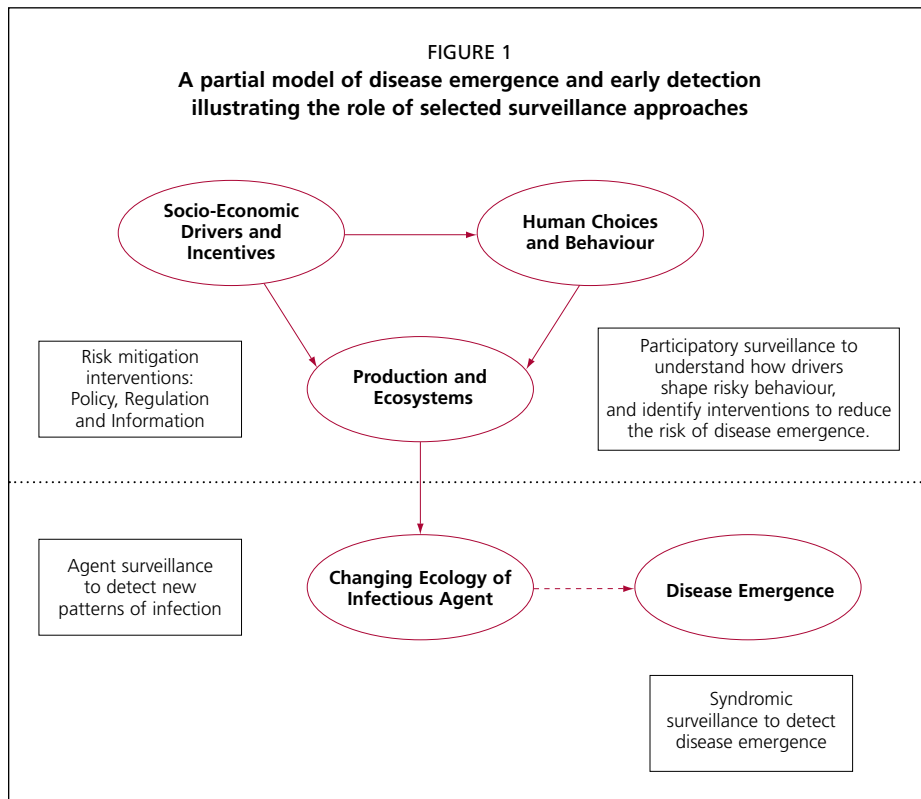 FIGURE 1
A partial model of disease emergence and early detection
illustrating the role of selected surveillance approaches
Socio-Economic
Drivers and
Incentives
Human Choices
and Behaviour
Risk mitigation
interventions:
Policy, Regulation
and Information
Production and
Ecosystems
Participatory surveillance to
understand how drivers
shape risky behaviour,
and identify interventions to reduce
the risk of disease emergence.
Agent surveillance
to detect new
patterns of infection
Changing Ecology of
Infectious Agent
Disease Emergence
Syndromic
surveillance to detect
disease emergence